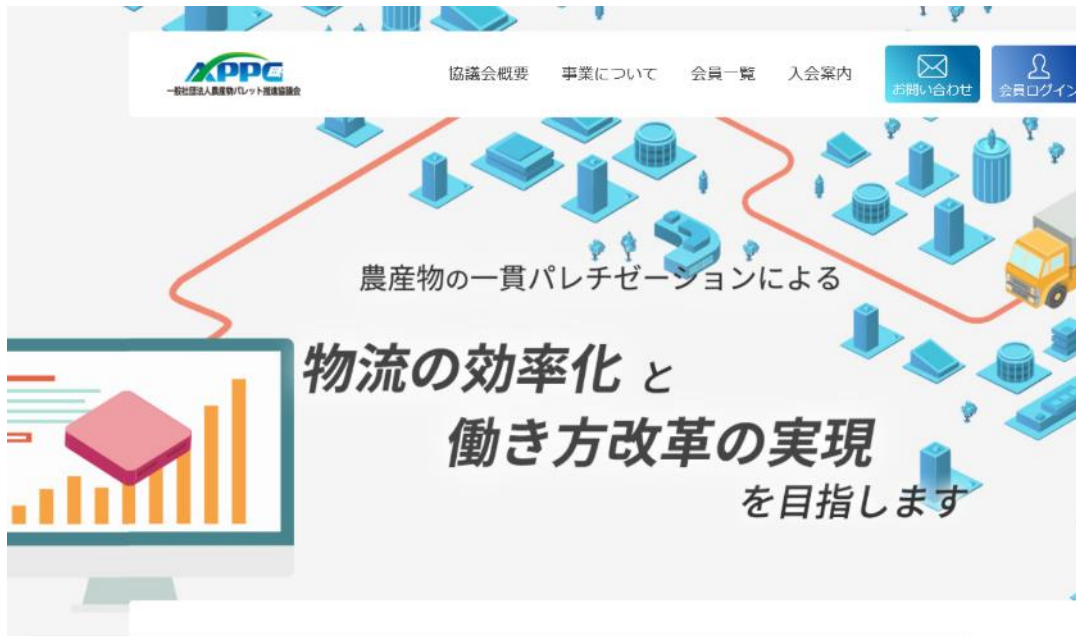 APPC
一般社団法人農産物パレット推進協議会
協議会概要 事業について 会員一覧 入会案内 お問い合わせ 会員ログイン
農産物の一貫パレチゼーションによる
物流の効率化 と
働き方改革の実現
を目指します